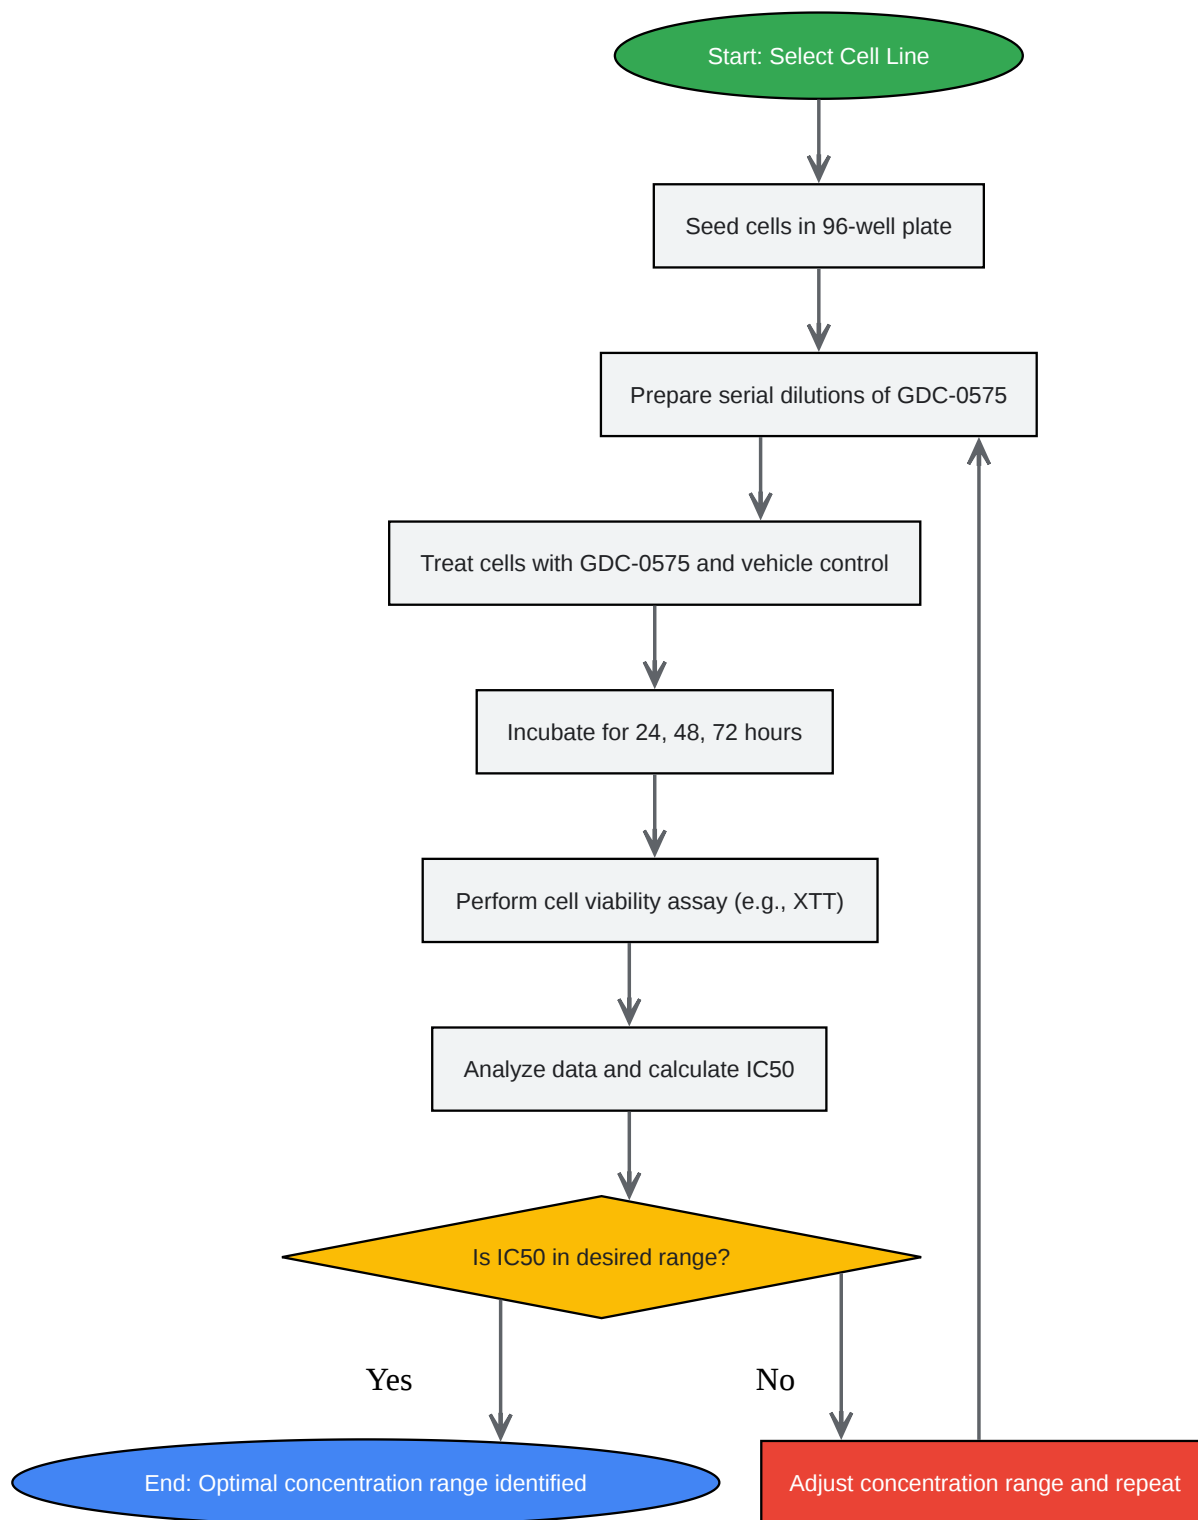 Start: Select Cell Line
Seed cells in 96-well plate
Prepare serial dilutions of GDC-0575
Treat cells with GDC-0575 and vehicle control
Incubate for 24, 48, 72 hours
Perform cell viability assay (e.g., XTT)
Analyze data and calculate IC50
Is IC50 in desired range?
Yes
No
End: Optimal concentration range identified
Adjust concentration range and repeat